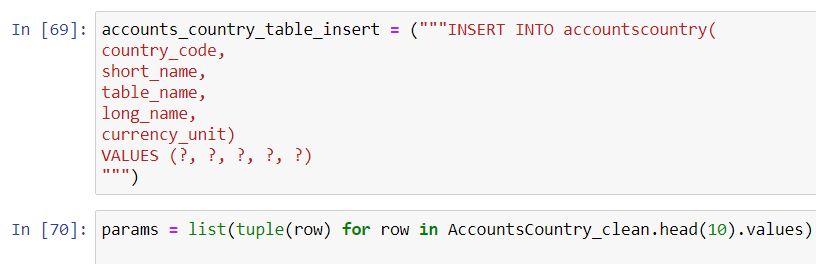 In [69]: accounts_country_table_insert = ("""INSERT INTO accountscountry(
country_code,
short_name,
table_name,
long_name,
currency_unit)
VALUES (?, ?, ?, ?, ?)
""")
In [70]: params = list(tuple(row) for row in AccountsCountry_clean.head(10).values)